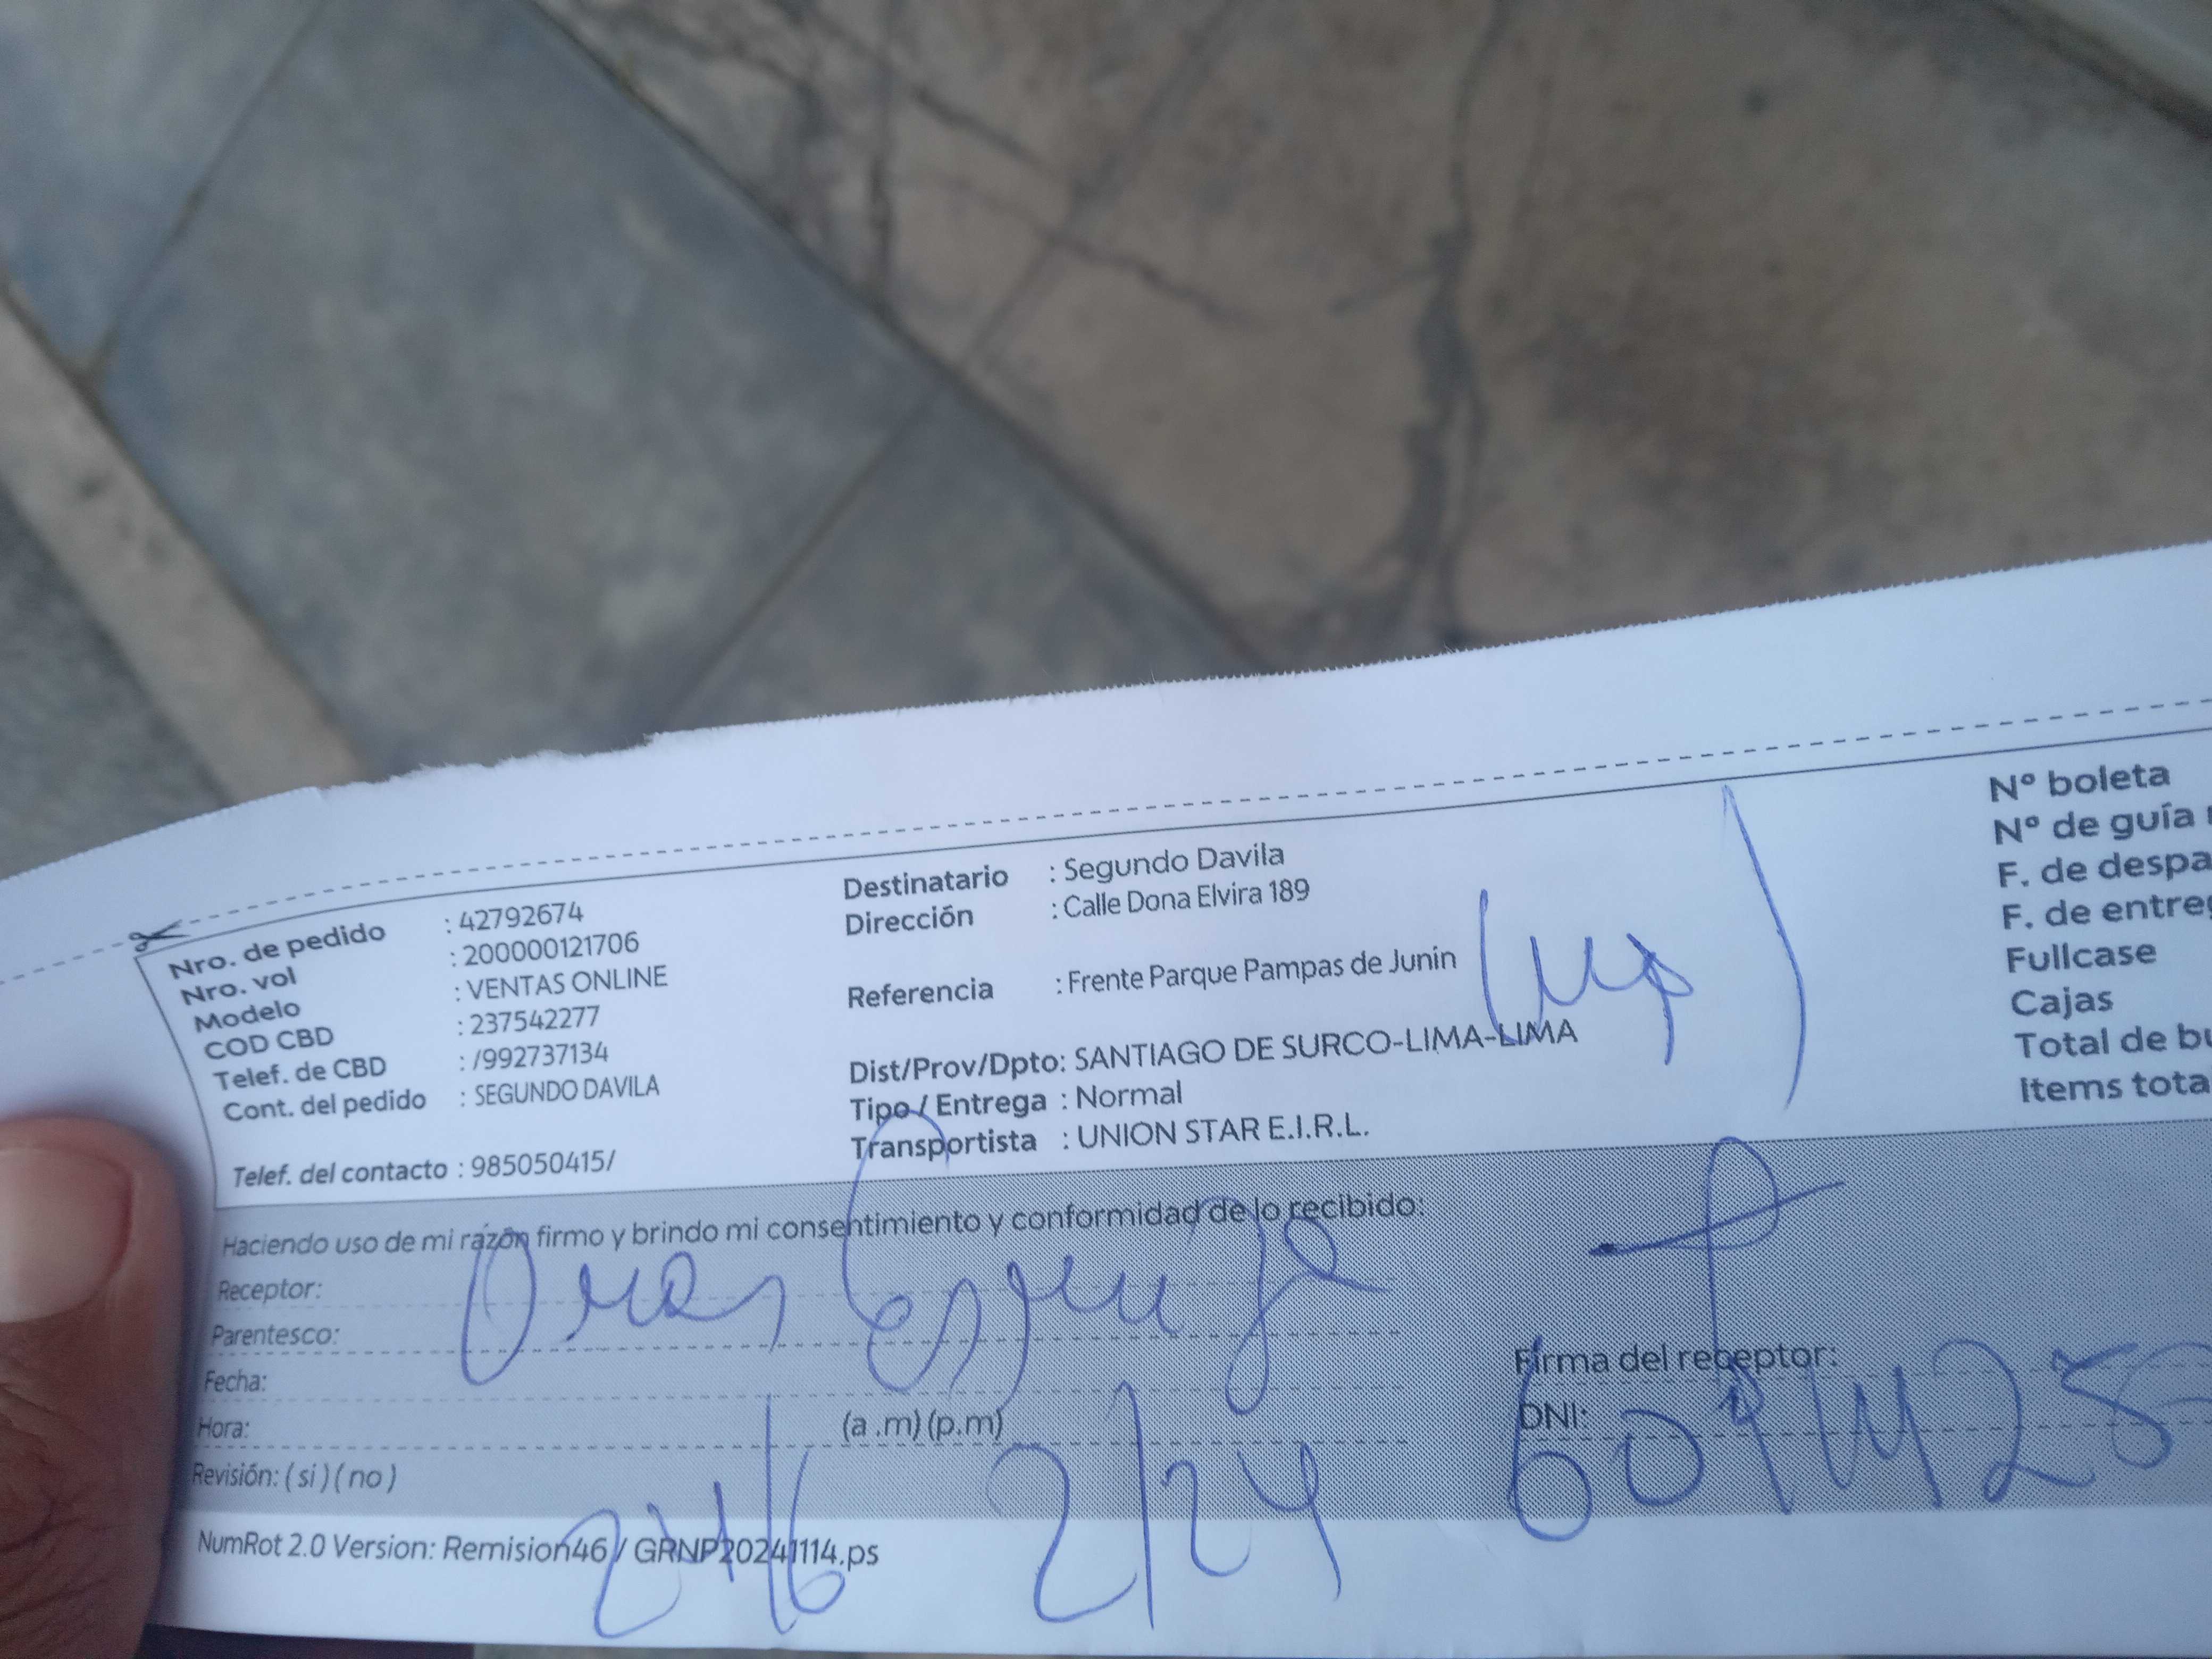 Nro. de pedido : 42792674
Nro. vol : 200000121706
Modelo : VENTAS ONLINE
COD CBD : 237542277
Telef. de CBD : /992737134
Cont. del pedido : SEGUNDO DAVILA
Telef. del contacto : 985050415/
Destinatario : Segundo Davila
Dirección : Calle Dona Elvira 189
Referencia : Frente Parque Pampas de Junin
Dist/Prov/Dpto: SANTIAGO DE SURCO-LIMA-LIMA
Tipo / Entrega : Normal
Transportista : UNION STAR E.I.R.L.
Nº boleta
Nº de guía
F. de despa
F. de entre
Fullcase
Cajas
Total de bu
Items tota
Haciendo uso de mi razón firmo y brindo mi consentimiento y conformidad de lo recibido:
Receptor:
Parentesco:
Fecha:
Hora: (a .m) (p.m)
Revisión: ( si ) ( no )
Firma del receptor:
DNI:
NumRot 2.0 Version: Remision46 / GRNP20241114.ps